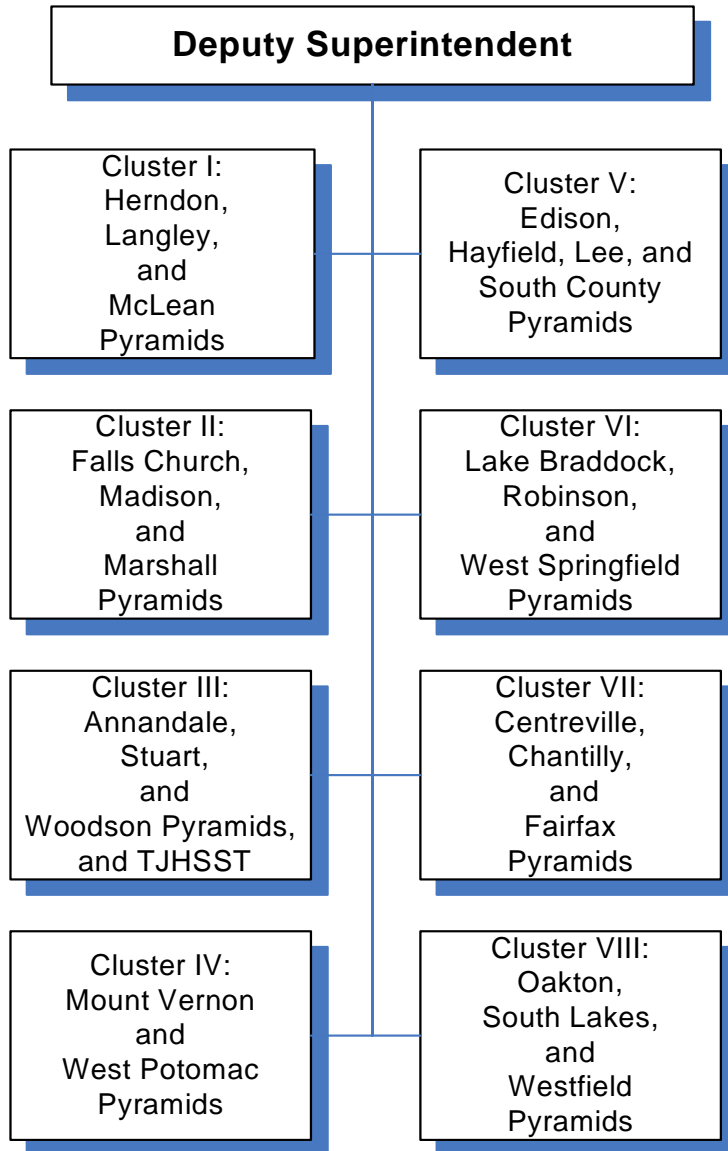 Deputy Superintendent
Cluster I:
Herndon,
Langley,
and
McLean
Pyramids
Cluster II:
Falls Church,
Madison,
and
Marshall
Pyramids
Cluster III:
Annandale,
Stuart,
and
Woodson Pyramids,
and TJHSST
Cluster IV:
Mount Vernon
and
West Potomac
Pyramids
Cluster V:
Edison,
Hayfield, Lee, and
South County
Pyramids
Cluster VI:
Lake Braddock,
Robinson,
and
West Springfield
Pyramids
Cluster VII:
Centreville,
Chantilly,
and
Fairfax
Pyramids
Cluster VIII:
Oakton,
South Lakes,
and
Westfield
Pyramids